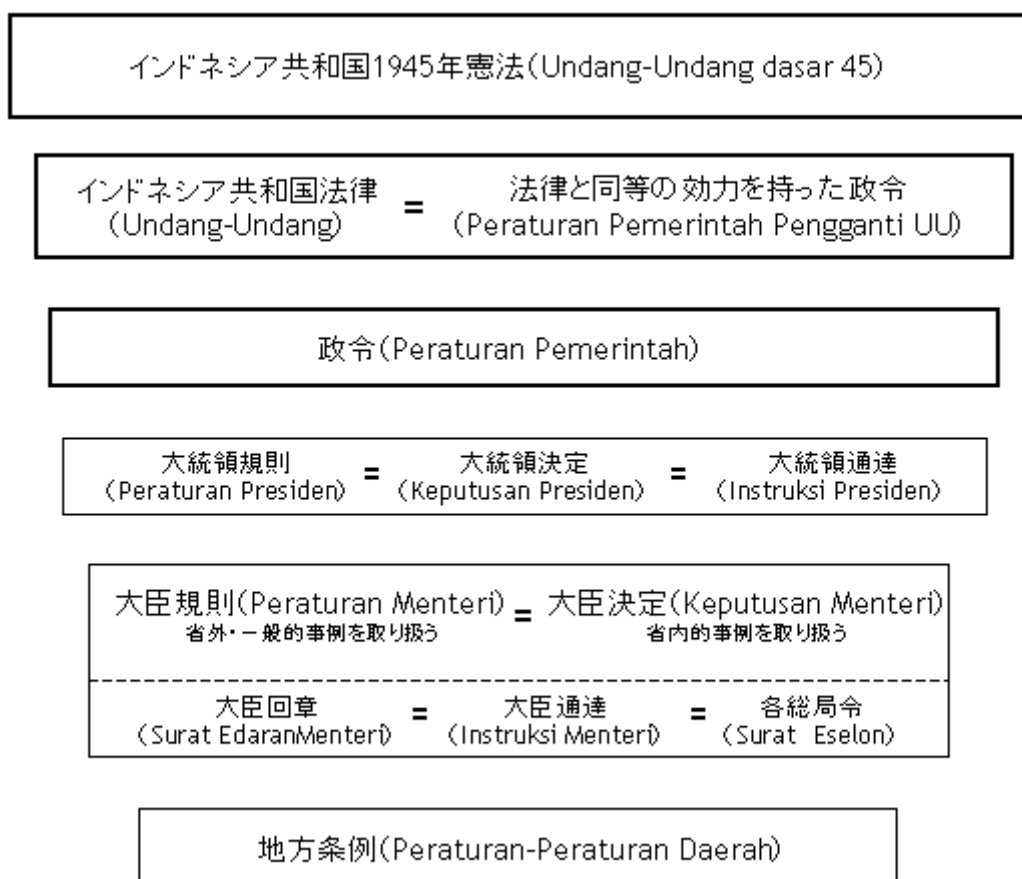 インドネシア共和国1945年憲法(Undang-Undang dasar 45)
インドネシア共和国法律 = 法律と同等の効力を持った政令
(Undang-Undang) (Peraturan Pemerintah Pengganti UU)
政令(Peraturan Pemerintah)
大統領規則 = 大統領決定 = 大統領通達
(Peraturan Presiden) (Keputusan Presiden) (Instruksi Presiden)
大臣規則(Peraturan Menteri) = 大臣決定(Keputusan Menteri)
省外・一般的事例を取り扱う 省内的事例を取り扱う
大臣回章 = 大臣通達 = 各総局令
(Surat EdaranMenteri) (Instruksi Menteri) (Surat Eselon)
地方条例(Peraturan-Peraturan Daerah)